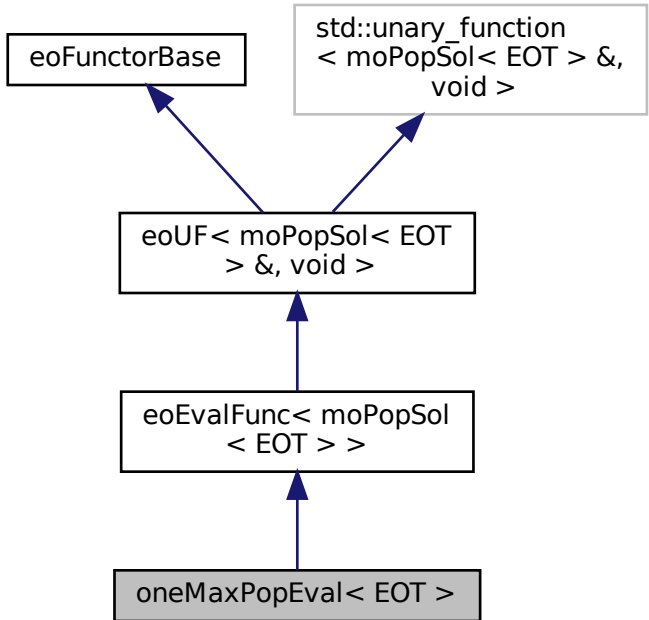 eoFunctorBase
std::unary_function
< moPopSol< EOT > &,
void >
eoUF< moPopSol< EOT
> &, void >
eoEvalFunc< moPopSol
< EOT > >
oneMaxPopEval< EOT >